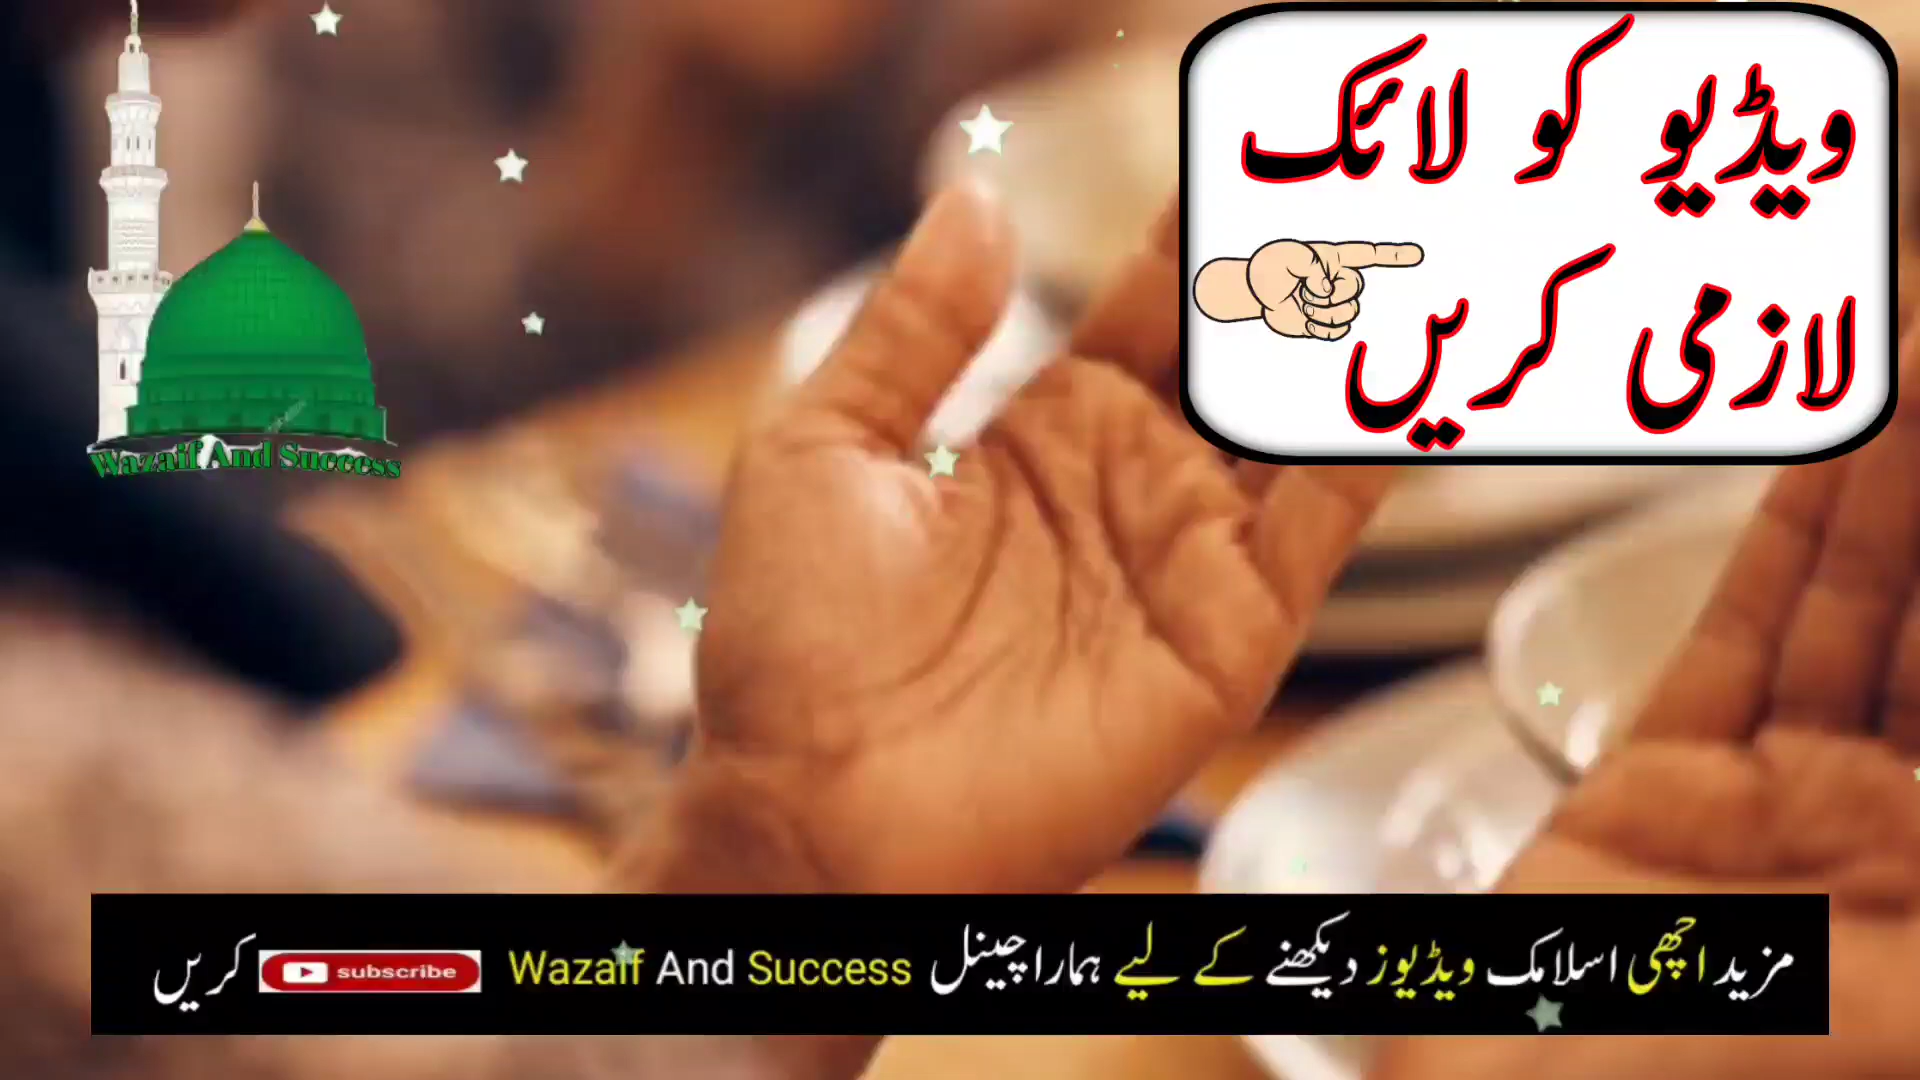 ویڈیو کو لائک
لازمی کریں
Wazaif And Success
مزید اچھی اسلامک ویڈیوز دیکھنے کے لیے ہمارا چینل Wazaif And Success subscribe کریں